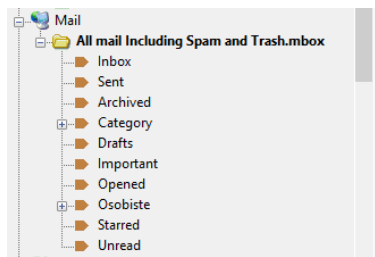 Mail
All mail Including Spam and Trash.mbox
Inbox
Sent
Archived
Category
Drafts
Important
Opened
Osobiste
Starred
Unread